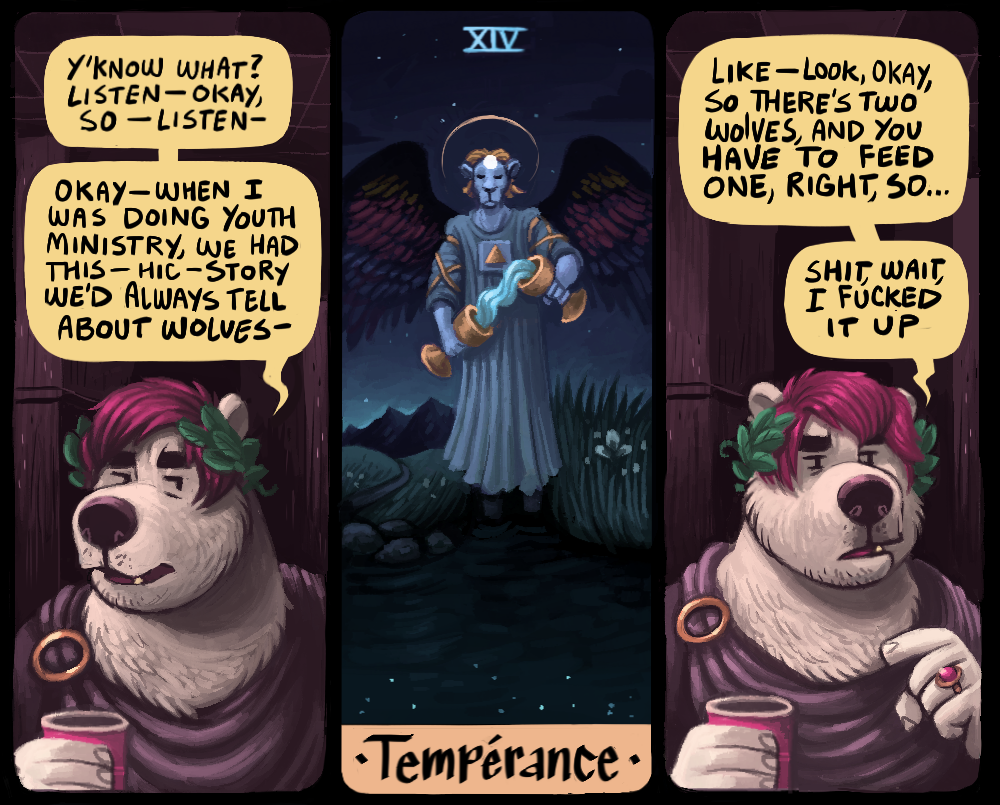 Y'KNOW WHAT?
LISTEN—OKAY,
SO—LISTEN—
OKAY—WHEN I
WAS DOING YOUTH
MINISTRY, WE HAD
THIS—HIC—STORY
WE'D ALWAYS TELL
ABOUT WOLVES—
XIV
·Tempérance·
LIKE—LOOK, OKAY,
SO THERE'S TWO
WOLVES, AND YOU
HAVE TO FEED
ONE, RIGHT, SO...
SHIT, WAIT,
I FUCKED
IT UP